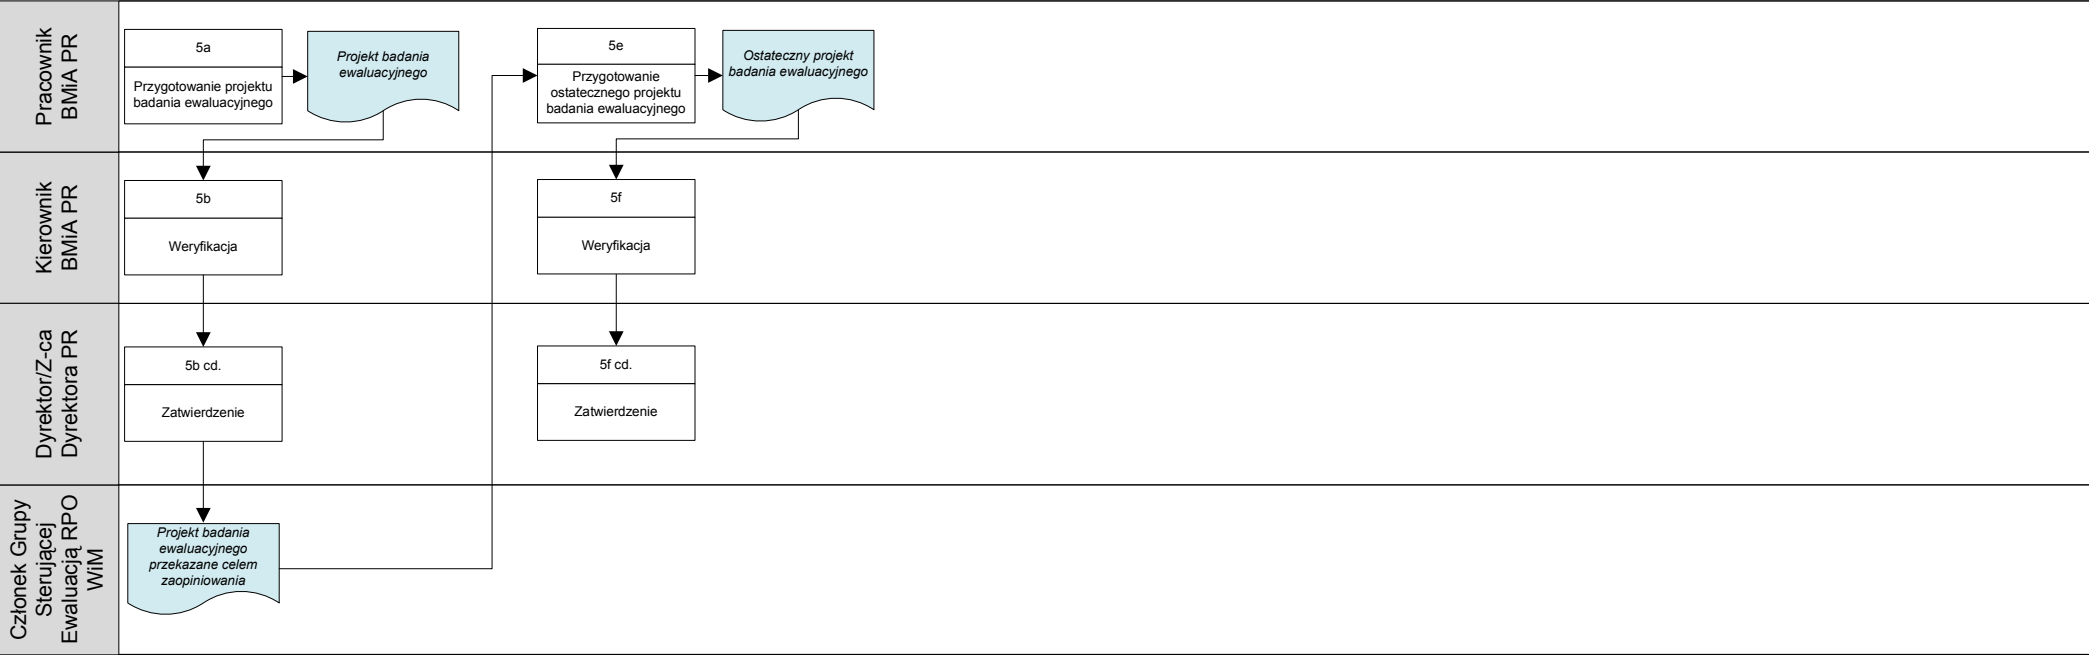 Pracownik
BMiA PR
5a
Przygotowanie projektu
badania ewaluacyjnego
Projekt badania
ewaluacyjnego
5e
Przygotowanie
ostatecznego projektu
badania ewaluacyjnego
Ostateczny projekt
badania ewaluacyjnego
Kierownik
BMiA PR
5b
Weryfikacja
5f
Weryfikacja
Dyrektor/Z-ca
Dyrektora PR
5b cd.
Zatwierdzenie
5f cd.
Zatwierdzenie
Członek Grupy
Sterującej
Ewaluacją RPO
WiM
Projekt badania
ewaluacyjnego
przekazane celem
zaopiniowania